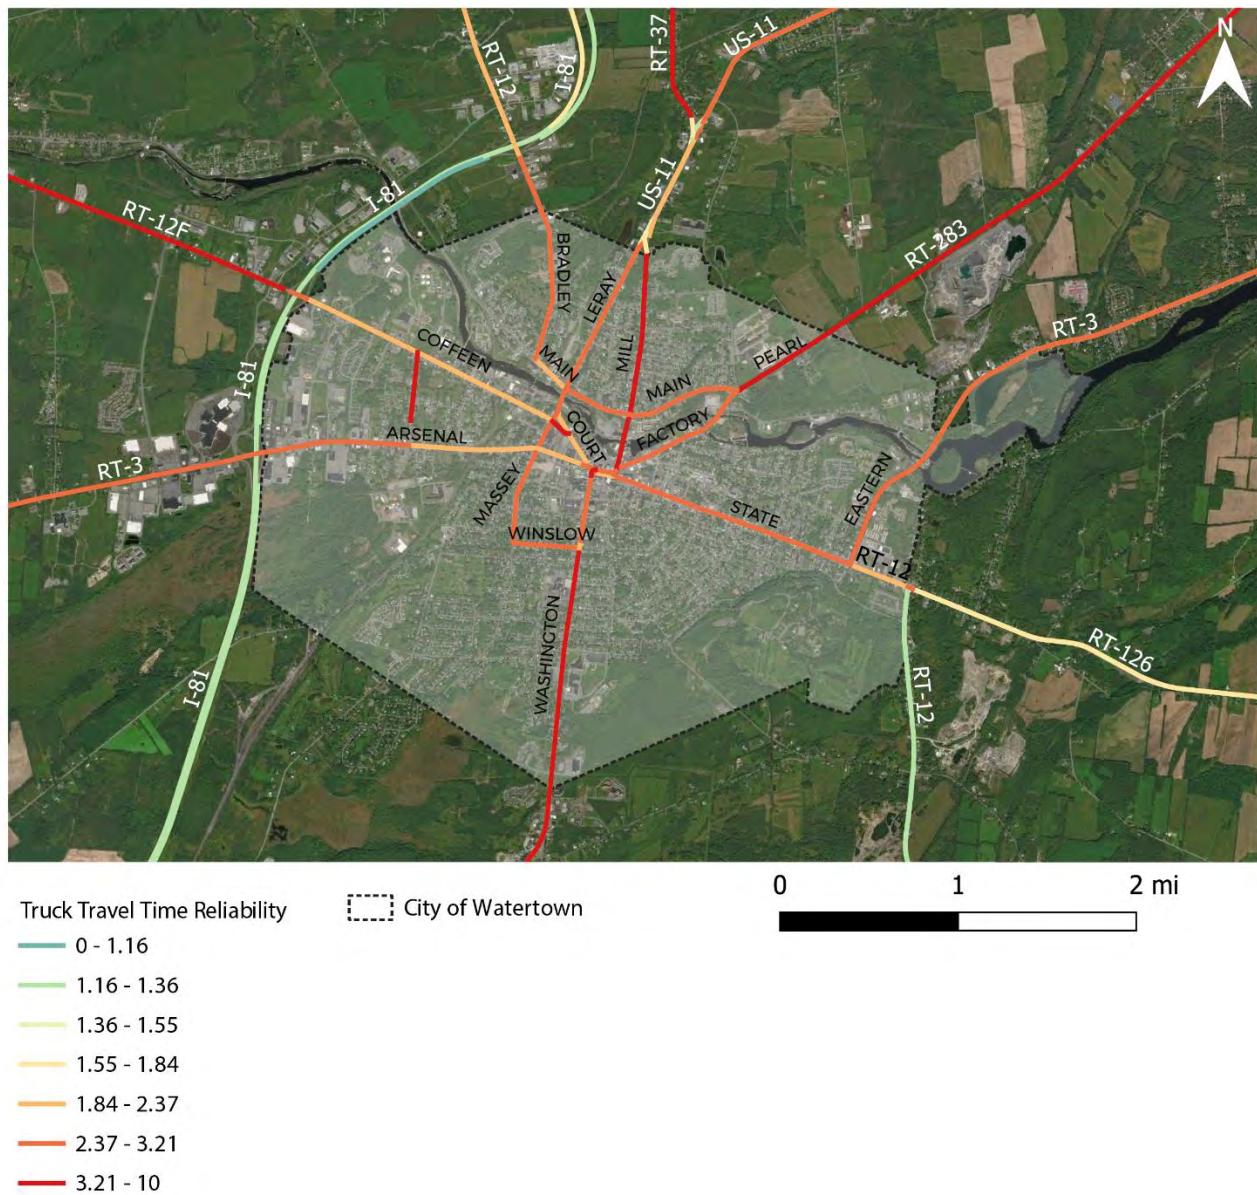 RT-37
US-11
N
RT-12
I-81
US-11
I-81
RT-12F
RT-283
BRADLEY
LERAY
RT-3
MILL
COFFEEN
MAIN
PEARL
MAIN
I-81
COURT
FACTORY
ARSENAL
RT-3
MASSEY
EASTERN
STATE
WINSLOW
RT-12
WASHINGTON
RT-126
I-81
RT-12
0 1 2 mi
Truck Travel Time Reliability
City of Watertown
0 - 1.16
1.16 - 1.36
1.36 - 1.55
1.55 - 1.84
1.84 - 2.37
2.37 - 3.21
3.21 - 10